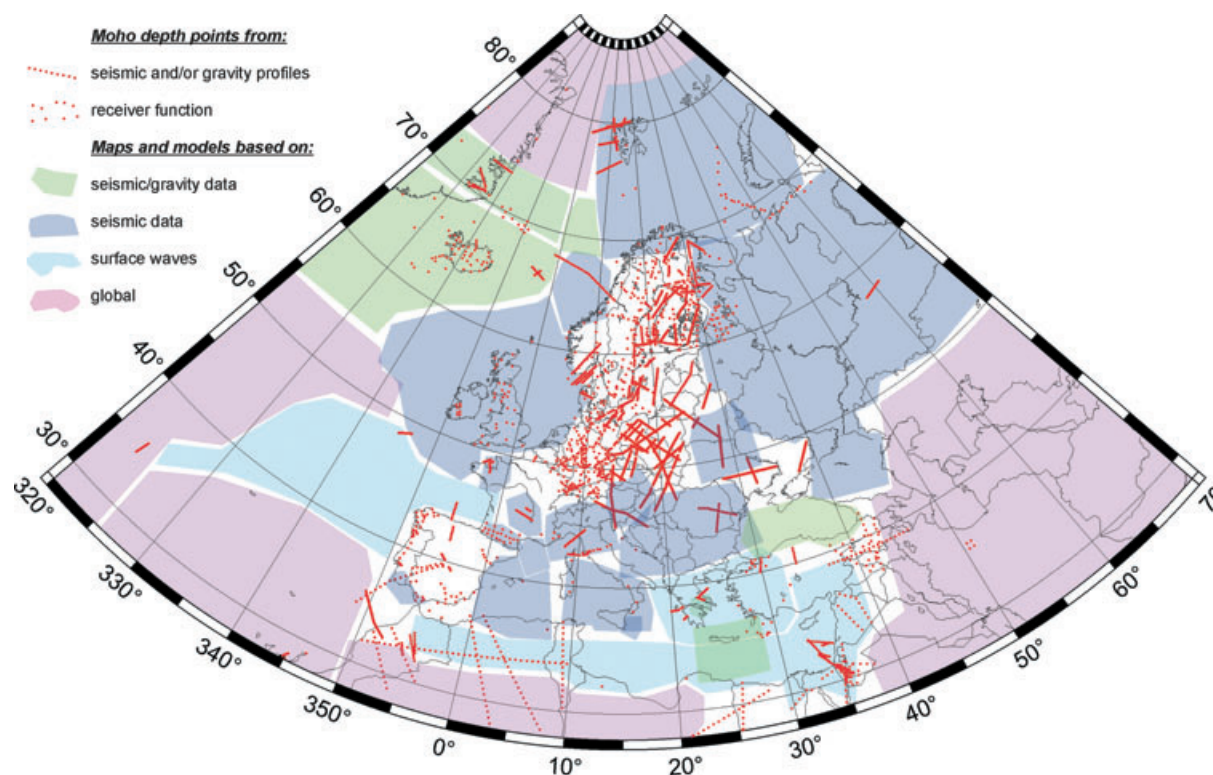 Moho depth points from:
seismic and/or gravity profiles
receiver function
Maps and models based on:
seismic/gravity data
seismic data
surface waves
global
80°
70°
60°
50°
40°
30°
320°
330°
340°
350°
0°
10°
20°
30°
40°
50°
60°
70